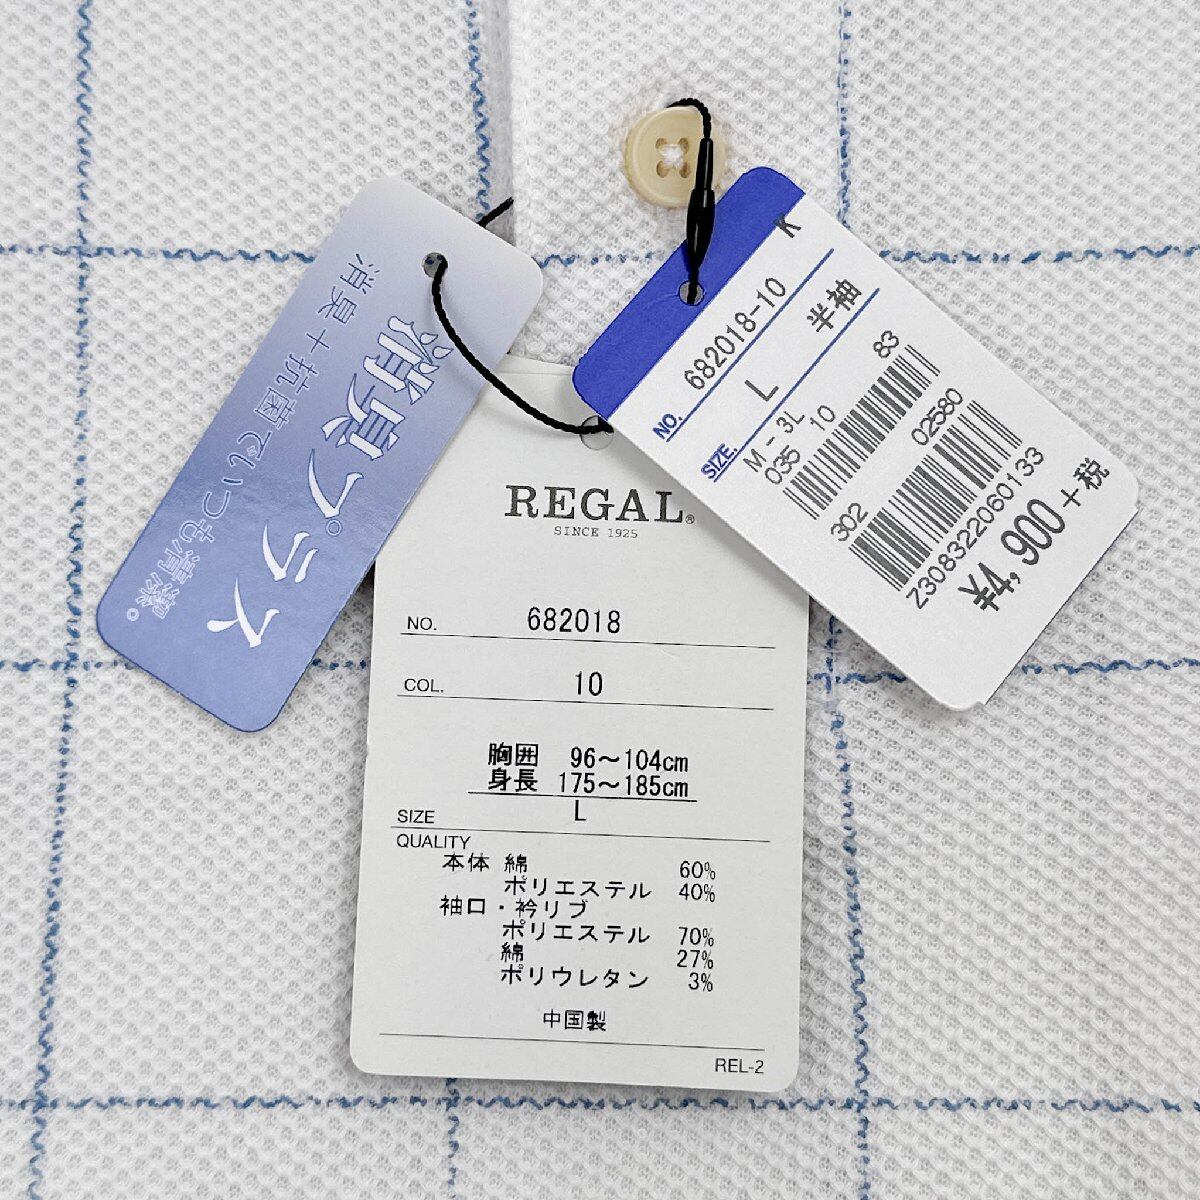 消臭プラス
消臭＋抗菌でいつも清潔。
REGAL®
SINCE 1925
NO. 682018
COL. 10
胸囲 96～104cm
身長 175～185cm
SIZE L
QUALITY
本体 綿 60%
ポリエステル 40%
袖口・衿リブ
ポリエステル 70%
綿 27%
ポリウレタン 3%
中国製
REL-2
K
NO. 682018-10
半袖
SIZE. L
M - 3L
035 10 83
302 02580
Z308322060133
¥4,900+税